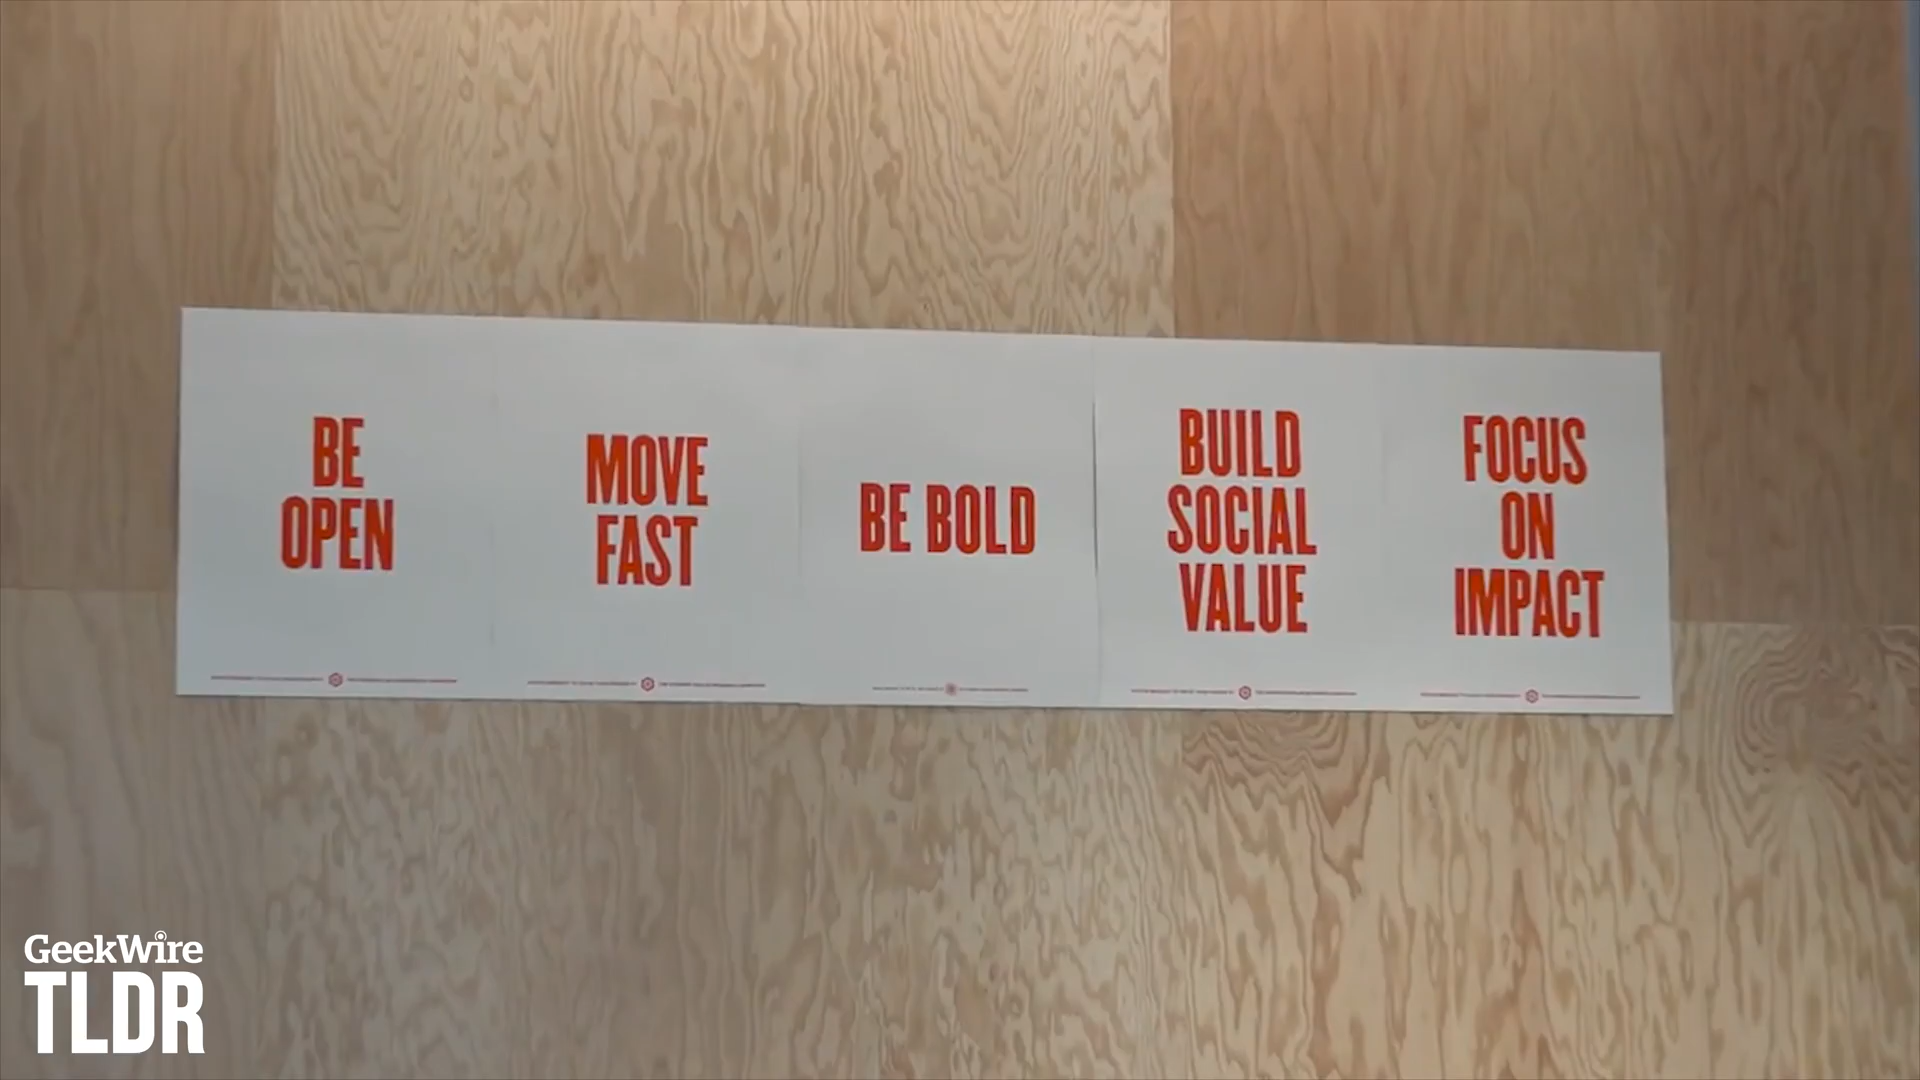 BE
OPEN
MOVE
FAST
BE BOLD
BUILD
SOCIAL
VALUE
FOCUS
ON
IMPACT
GeekWire
TLDR